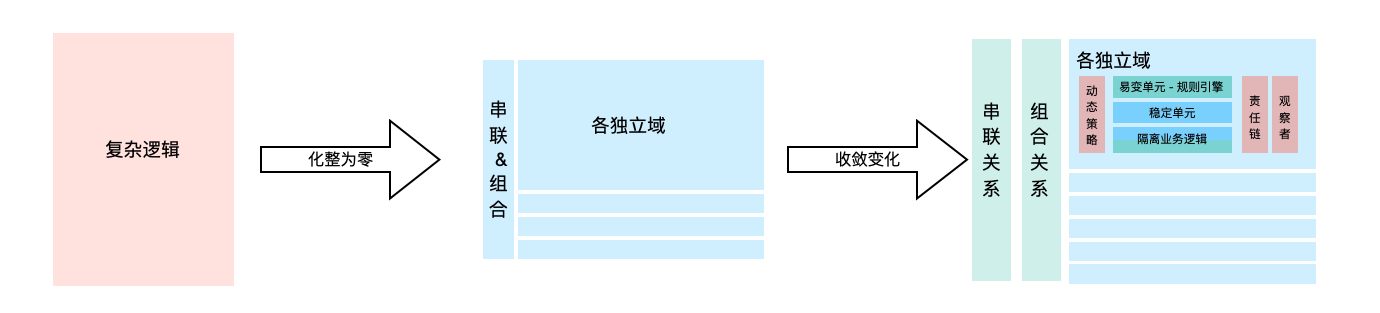 复杂逻辑
化整为零
串联&组合
各独立域
收敛变化
串联关系
组合关系
各独立域
动态策略
易变单元 - 规则引擎
稳定单元
隔离业务逻辑
责任链
观察者